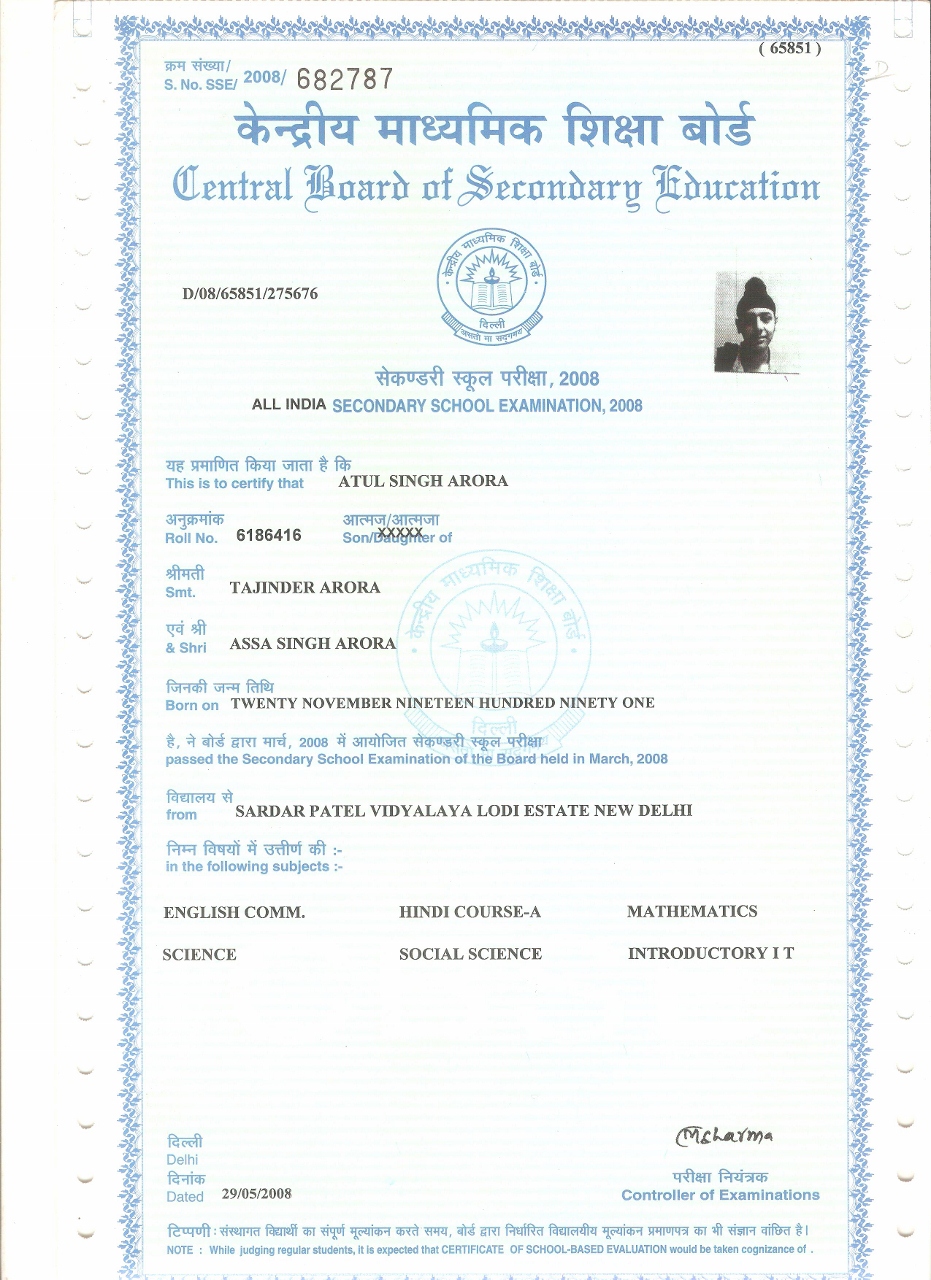 ( 65851 )
क्रम संख्या/
S. No. SSE/ 2008/ 682787
केन्द्रीय माध्यमिक शिक्षा बोर्ड
Central Board of Secondary Education
केन्द्रीय माध्यमिक शिक्षा बोर्ड
दिल्ली
असतो मा सद्गमय
D/08/65851/275676
सेकण्डरी स्कूल परीक्षा, 2008
ALL INDIA SECONDARY SCHOOL EXAMINATION, 2008
यह प्रमाणित किया जाता है कि
This is to certify that ATUL SINGH ARORA
अनुक्रमांक आत्मज/आत्मजा
Roll No. 6186416 Son/Daughter of
XXXXX
श्रीमती
Smt. TAJINDER ARORA
केन्द्रीय माध्यमिक शिक्षा बोर्ड
एवं श्री
& Shri ASSA SINGH ARORA
जिनकी जन्म तिथि
Born on TWENTY NOVEMBER NINETEEN HUNDRED NINETY ONE
दिल्ली
है, ने बोर्ड द्वारा मार्च, 2008 में आयोजित सेकण्डरी स्कूल परीक्षा
passed the Secondary School Examination of the Board held in March, 2008
विद्यालय से
from SARDAR PATEL VIDYALAYA LODI ESTATE NEW DELHI
निम्न विषयों में उत्तीर्ण की :-
in the following subjects :-
ENGLISH COMM. HINDI COURSE-A MATHEMATICS
SCIENCE SOCIAL SCIENCE INTRODUCTORY I T
दिल्ली
Delhi
दिनांक
Dated 29/05/2008
MSharma
परीक्षा नियंत्रक
Controller of Examinations
टिप्पणी : संस्थागत विद्यार्थी का संपूर्ण मूल्यांकन करते समय, बोर्ड द्वारा निर्धारित विद्यालयीय मूल्यांकन प्रमाणपत्र का भी संज्ञान वांछित है।
NOTE : While judging regular students, it is expected that CERTIFICATE OF SCHOOL-BASED EVALUATION would be taken cognizance of .